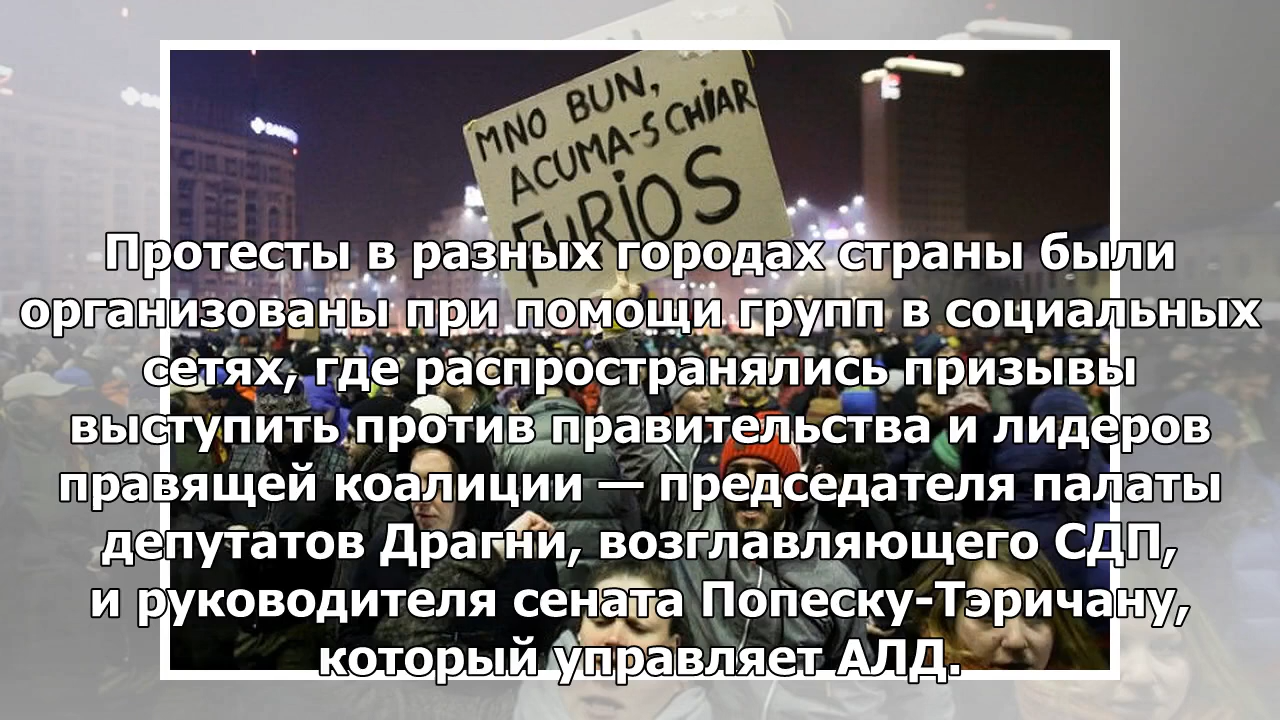 MNO BUN,
ACUMA-S CHIAR
FURIOS
Протесты в разных городах страны были
организованы при помощи групп в социальных
сетях, где распространялись призывы
выступить против правительства и лидеров
правящей коалиции — председателя палаты
депутатов Драгни, возглавляющего СДП,
и руководителя сената Попеску-Тэричану,
который управляет АЛД.